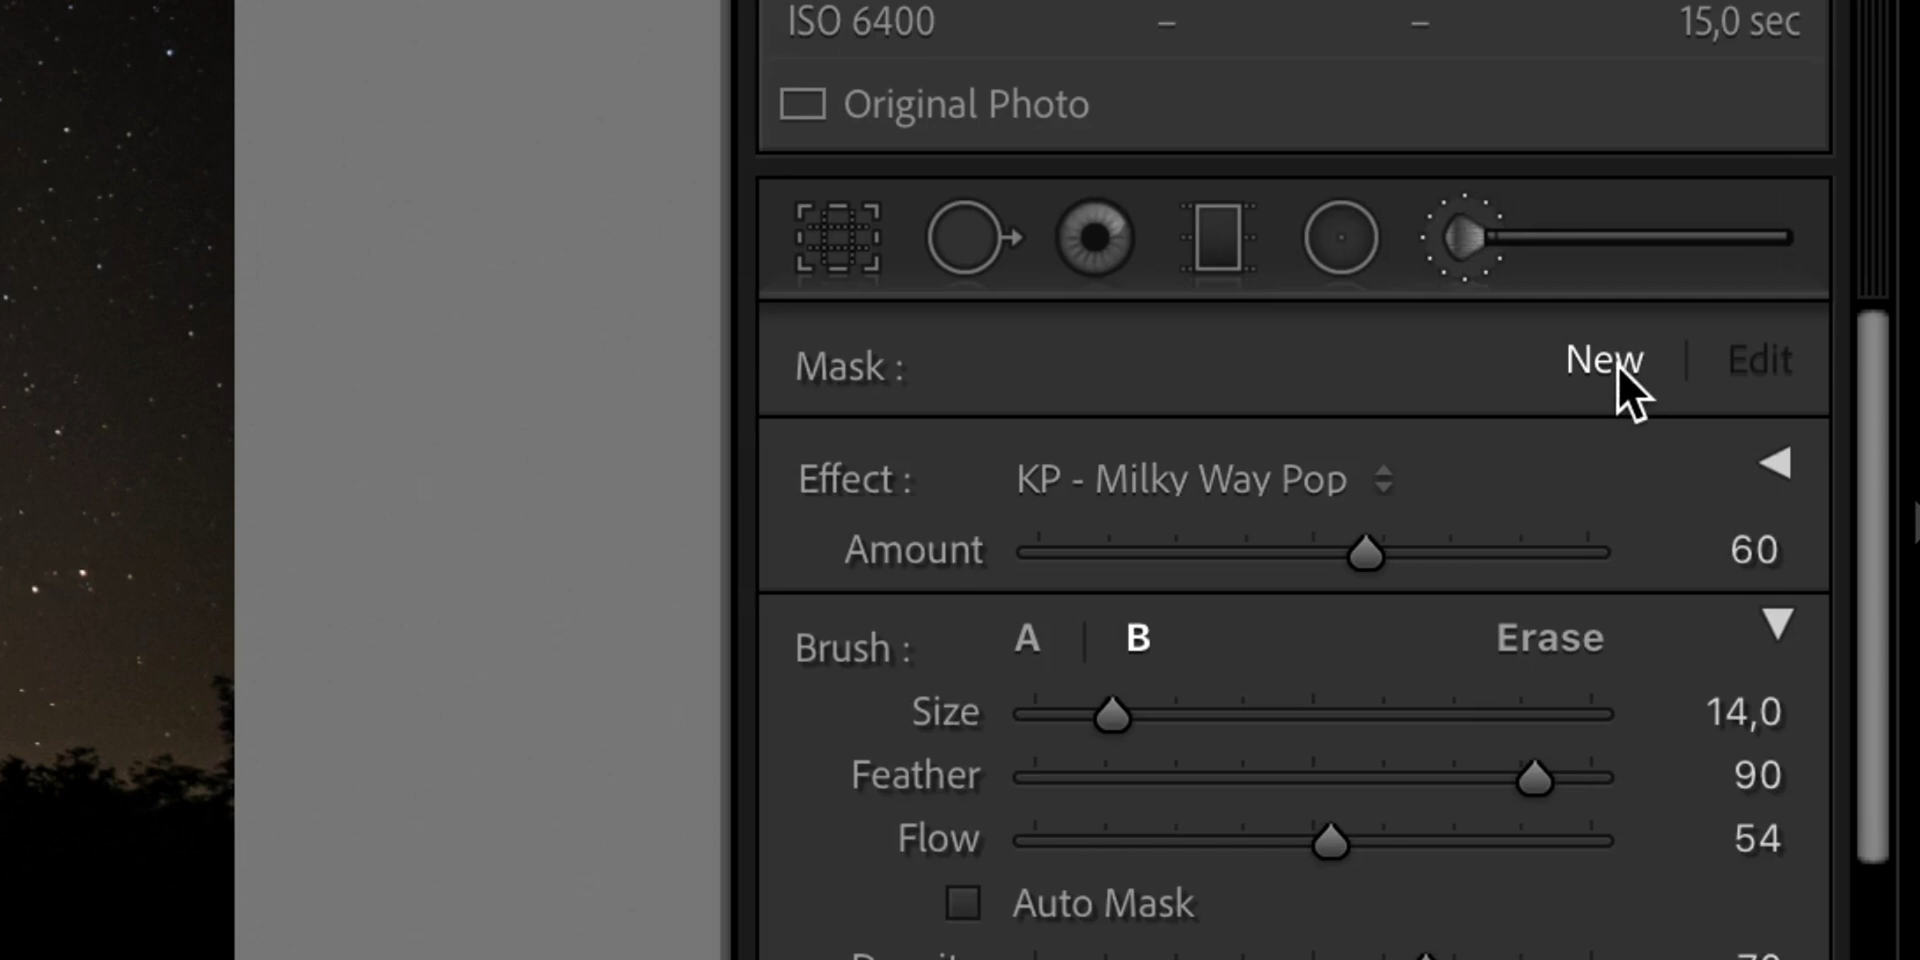 ISO 6400 – – 15,0 sec
Original Photo
Mask : New | Edit
Effect : KP - Milky Way Pop
Amount 60
Brush : A | B Erase
Size 14,0
Feather 90
Flow 54
Auto Mask